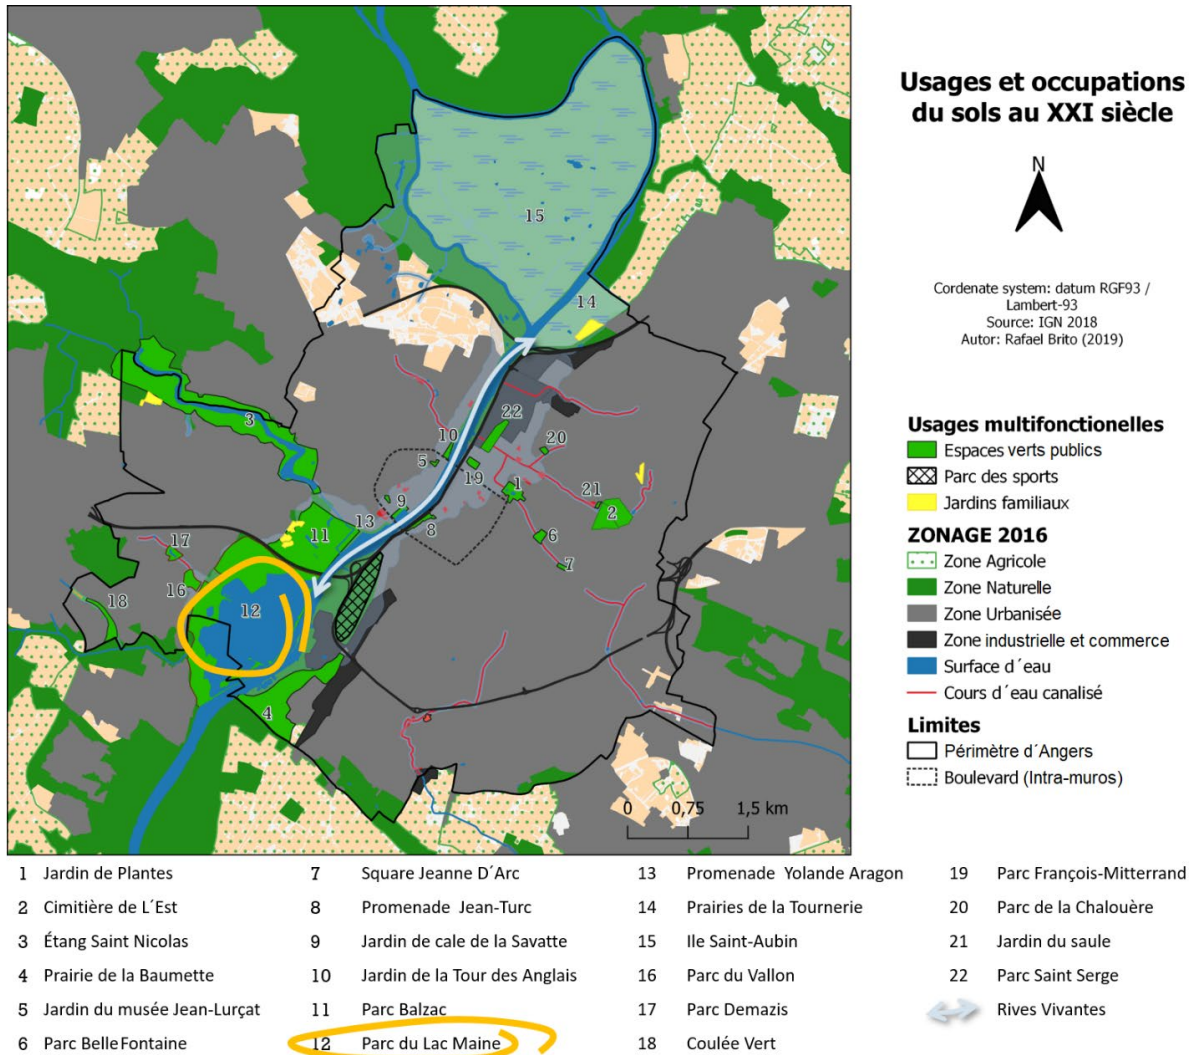 Usages et occupations
du sols au XXI siècle
N
Cordenate system: datum RGF93 /
Lambert-93
Source: IGN 2018
Autor: Rafael Brito (2019)
Usages multifonctionelles
Espaces verts publics
Parc des sports
Jardins familiaux
ZONAGE 2016
Zone Agricole
Zone Naturelle
Zone Urbanisée
Zone industrielle et commerce
Surface d´eau
Cours d´eau canalisé
Limites
Périmètre d´Angers
Boulevard (Intra-muros)
15
14
3
22
10
20
5
19
1
21
2
9
13
11
8
6
7
17
16
12
18
4
0 0,75 1,5 km
1 Jardin de Plantes
2 Cimitière de L´Est
3 Étang Saint Nicolas
4 Prairie de la Baumette
5 Jardin du musée Jean-Lurçat
6 Parc Belle Fontaine
7 Square Jeanne D´Arc
8 Promenade Jean-Turc
9 Jardin de cale de la Savatte
10 Jardin de la Tour des Anglais
11 Parc Balzac
12 Parc du Lac Maine
13 Promenade Yolande Aragon
14 Prairies de la Tournerie
15 Ile Saint-Aubin
16 Parc du Vallon
17 Parc Demazis
18 Coulée Vert
19 Parc François-Mitterrand
20 Parc de la Chalouère
21 Jardin du saule
22 Parc Saint Serge
Rives Vivantes